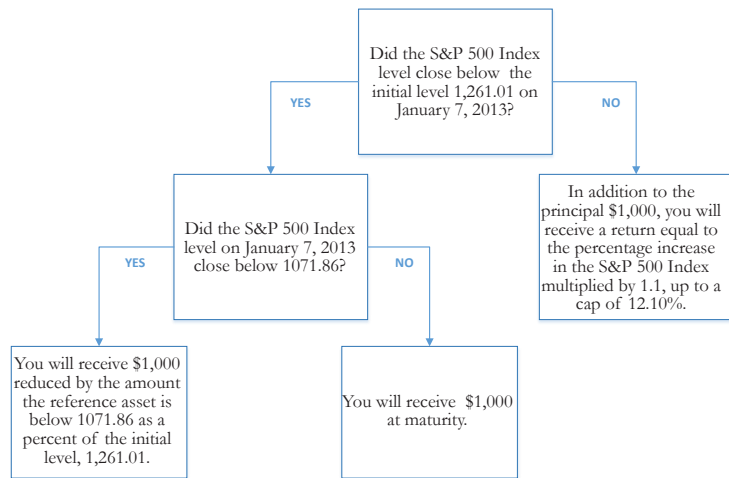 Did the S&P 500 Index
level close below the
initial level 1,261.01 on
January 7, 2013?
YES
NO
Did the S&P 500 Index
level on January 7, 2013
close below 1071.86?
In addition to the
principal $1,000, you will
receive a return equal to
the percentage increase
in the S&P 500 Index
multiplied by 1.1, up to a
cap of 12.10%.
YES
NO
You will receive $1,000
reduced by the amount
the reference asset is
below 1071.86 as a
percent of the initial
level, 1,261.01.
You will receive $1,000
at maturity.